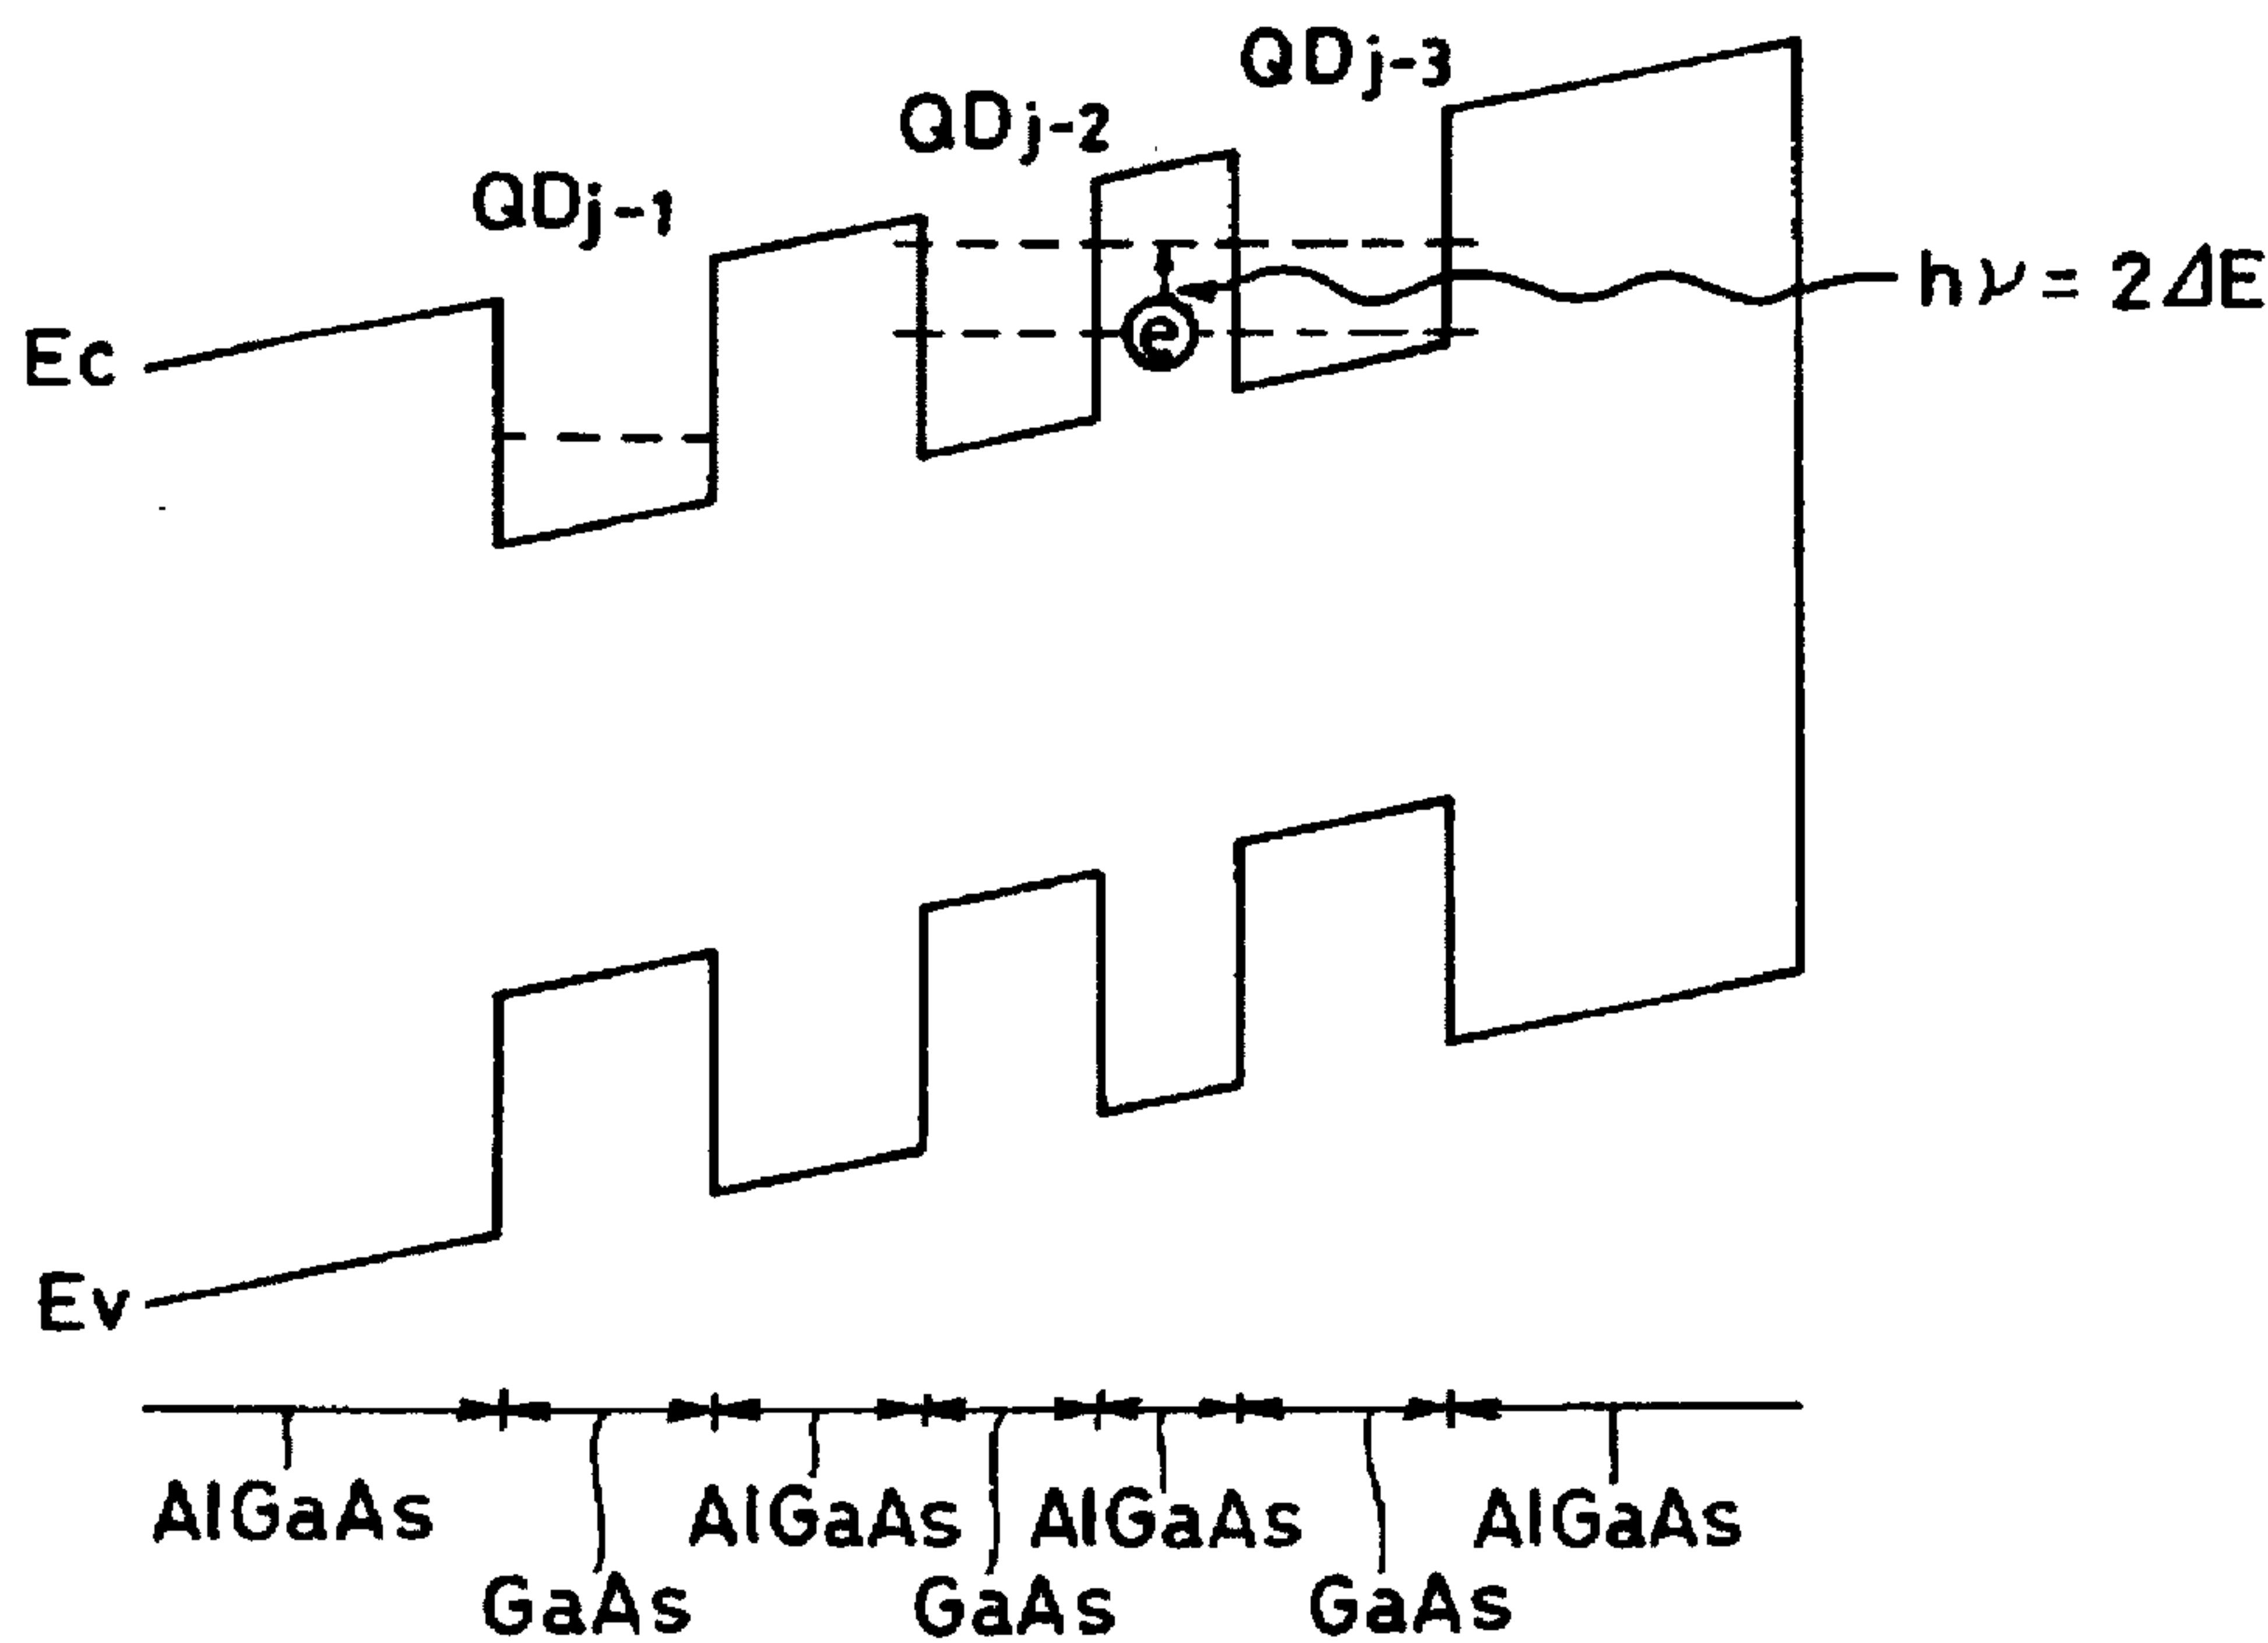 QDj-3
QDj-2
QDj-1
hν = 2ΔE
Ec
e
Ev
AlGaAs
AlGaAs
AlGaAs
AlGaAs
GaAs
GaAs
GaAs